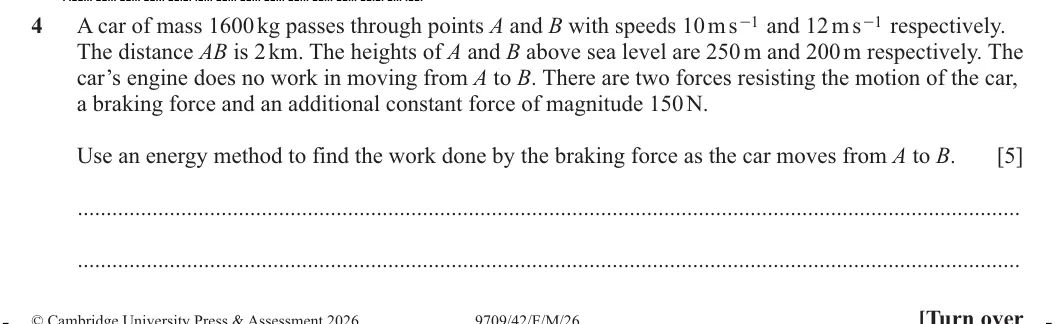 4 A car of mass 1600 kg passes through points A and B with speeds 10 m s⁻¹ and 12 m s⁻¹ respectively.
The distance AB is 2 km. The heights of A and B above sea level are 250 m and 200 m respectively. The
car’s engine does no work in moving from A to B. There are two forces resisting the motion of the car,
a braking force and an additional constant force of magnitude 150 N.
Use an energy method to find the work done by the braking force as the car moves from A to B. [5]
© Cambridge University Press & Assessment 2026 9709/42/F/M/26 [Turn over